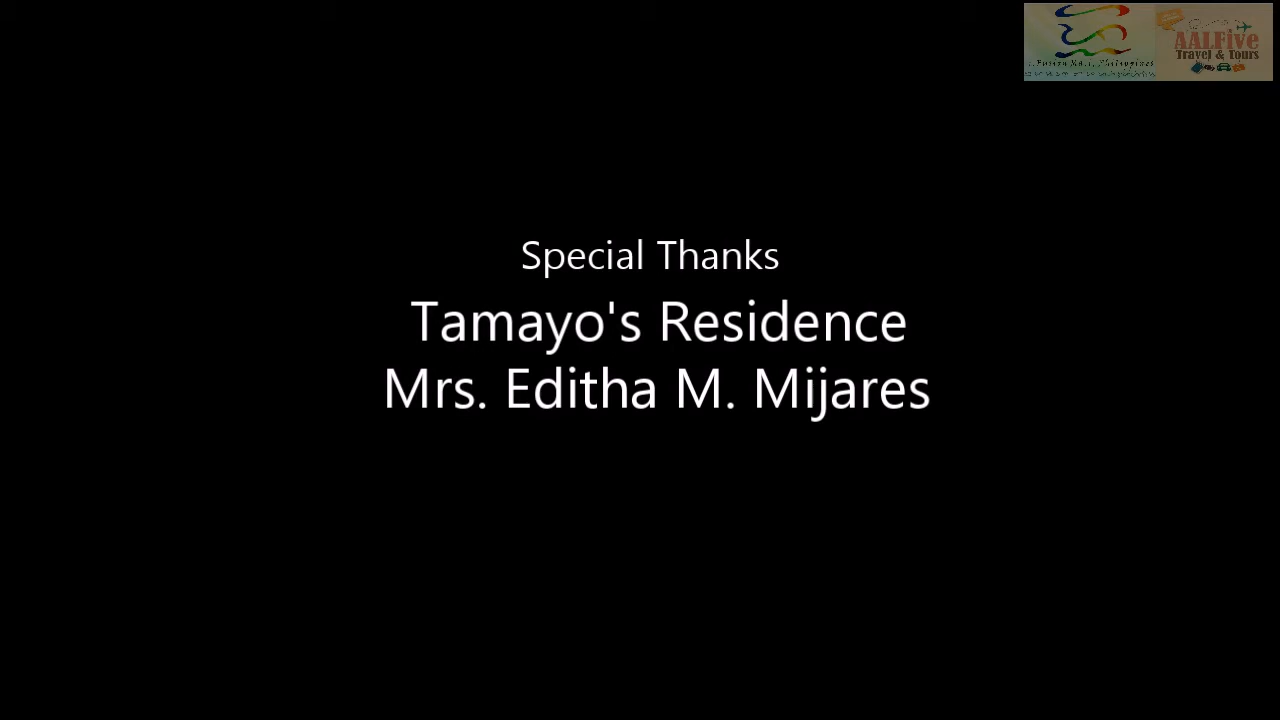 AALFive
Travel & Tours
Special Thanks
Tamayo's Residence
Mrs. Editha M. Mijares